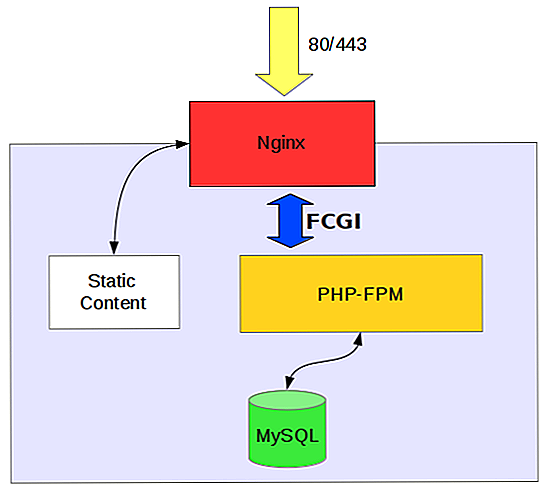 80/443
Nginx
FCGI
Static
Content
PHP-FPM
MySQL